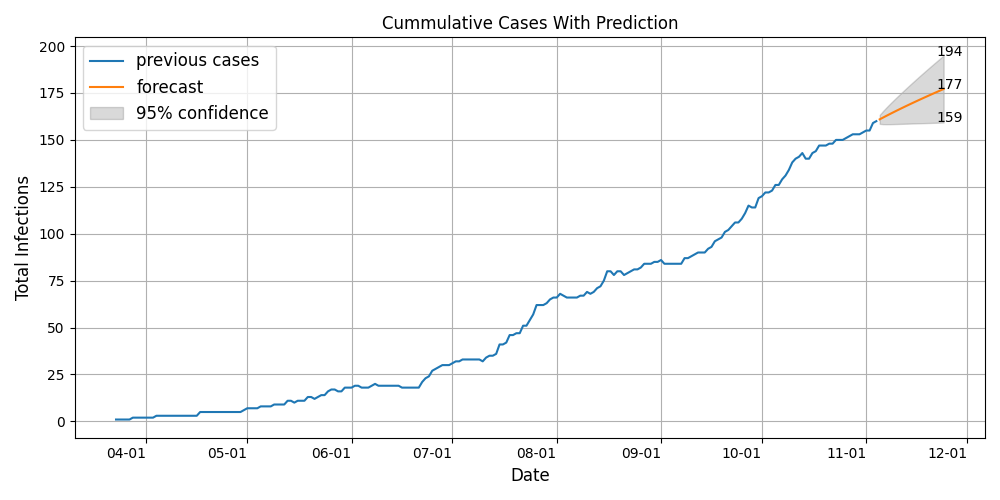 Cummulative Cases With Prediction
previous cases
forecast
95% confidence
194
177
159
200
175
150
125
100
75
50
25
0
Total Infections
04-01 05-01 06-01 07-01 08-01 09-01 10-01 11-01 12-01
Date